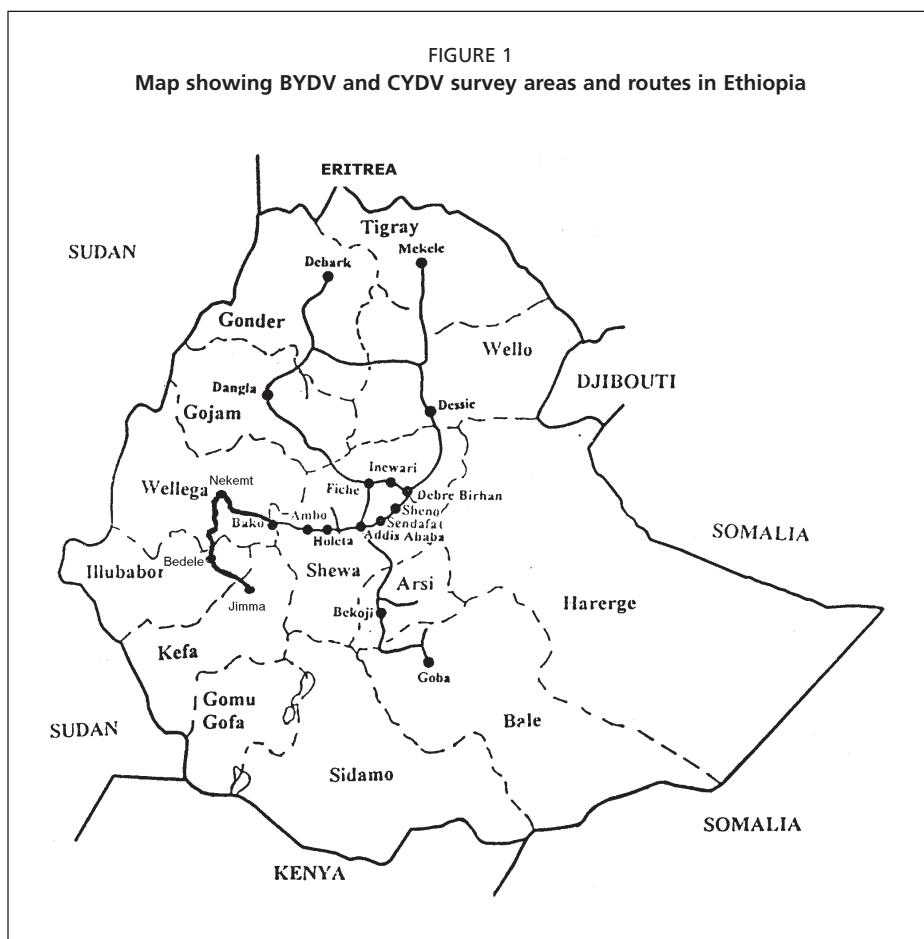 FIGURE 1
Map showing BYDV and CYDV survey areas and routes in Ethiopia
ERITREA
Tigray
SUDAN
Mekele
Debark
Gonder
Wello
DJIBOUTI
Dangla
Dessie
Gojam
Inewari
Fiche
Nekemt
Wellega
Debre Birhan
Ambo
Sheno
Bako
Sendafat
Holeta
Addis Ababa
SOMALIA
Bedele
Illubabor
Shewa
Arsi
Jimma
Harerge
Bekoji
Kefa
Goba
Gomu
Gofa
Bale
SUDAN
Sidamo
SOMALIA
KENYA